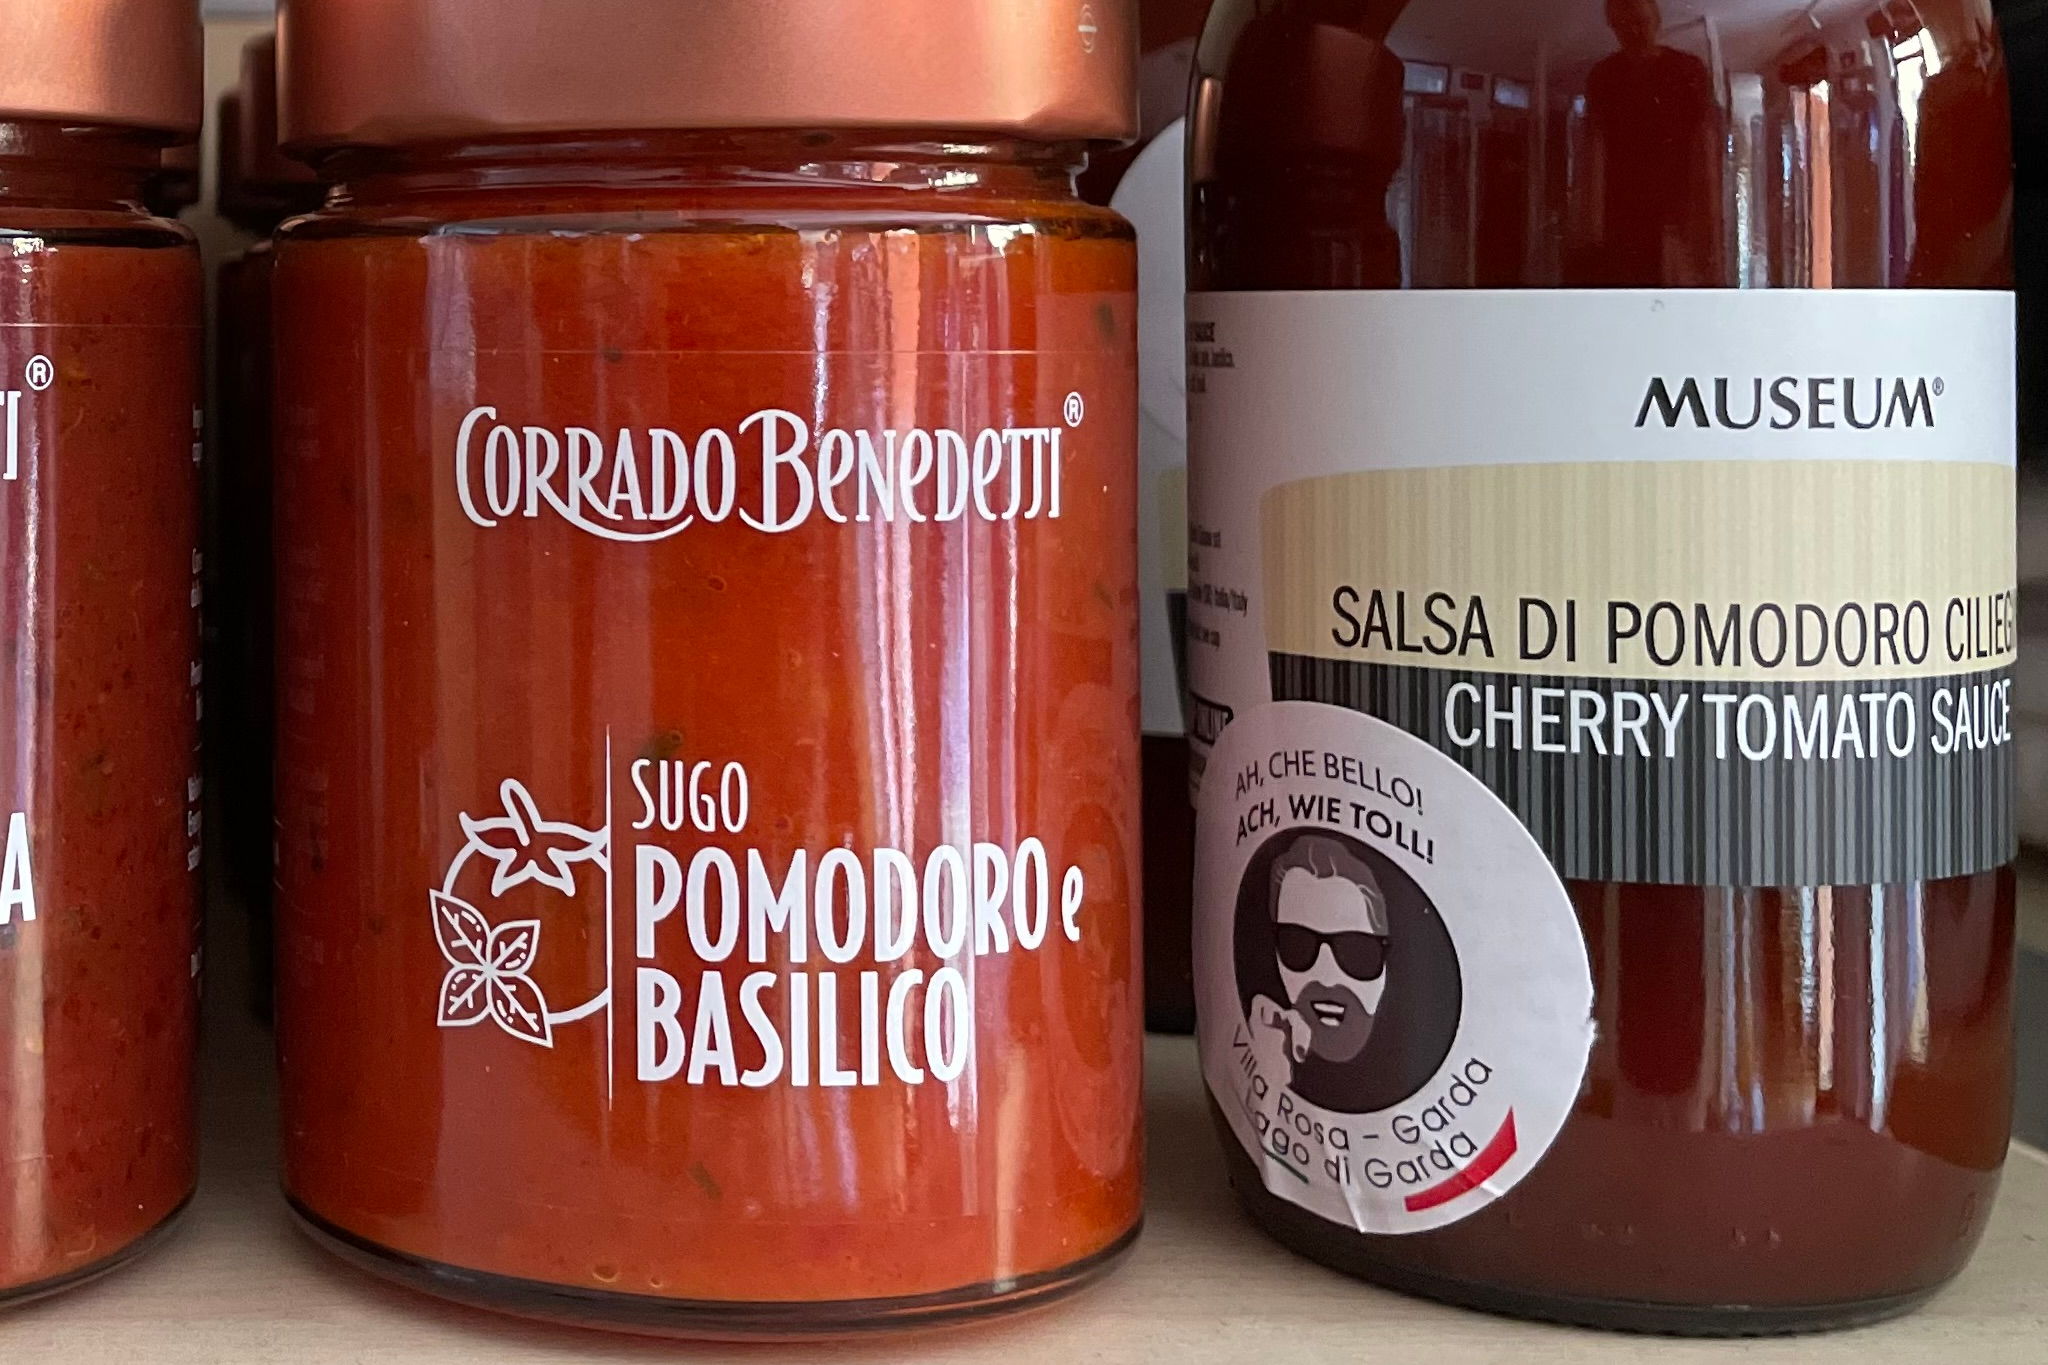 ®
A
CORRADO BENEDETTI®
SUGO
POMODORO e
BASILICO
MUSEUM®
SALSA DI POMODORO
CHERRY TOMATO SAUCE
AH, CHE BELLO!
ACH, WIE TOLL!
Villa Rosa - Garda
Lago di Garda